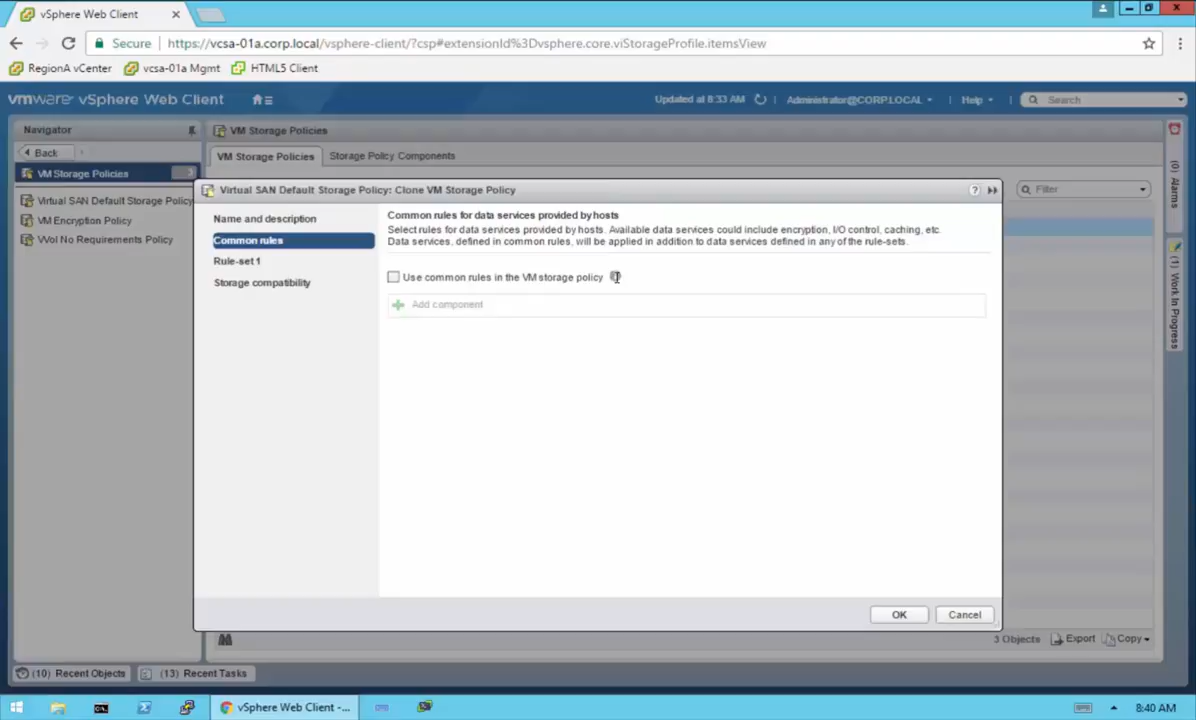 vSphere Web Client
Secure
https://vcsa-01a.corp.local/vsphere-client/?csp#extensionId%3Dvsphere.core.viStorageProfile.itemsView
RegionA vCenter
vcsa-01a Mgmt
HTML5 Client
vmware vSphere Web Client
Updated at 8:33 AM
Administrator@CORP.LOCAL
Help
Search
Navigator
Back
VM Storage Policies
3
Virtual SAN Default Storage Policy
VM Encryption Policy
VVol No Requirements Policy
VM Storage Policies
VM Storage Policies
Storage Policy Components
Filter
Virtual SAN Default Storage Policy: Clone VM Storage Policy
Name and description
Common rules
Rule-set 1
Storage compatibility
Common rules for data services provided by hosts
Select rules for data services provided by hosts. Available data services could include encryption, I/O control, caching, etc.
Data services, defined in common rules, will be applied in addition to data services defined in any of the rule-sets.
Use common rules in the VM storage policy
Add component
OK
Cancel
3 Objects
Export
Copy
(0) Alarms
(1) Work In Progress
(10) Recent Objects
(13) Recent Tasks
vSphere Web Client -...
8:40 AM